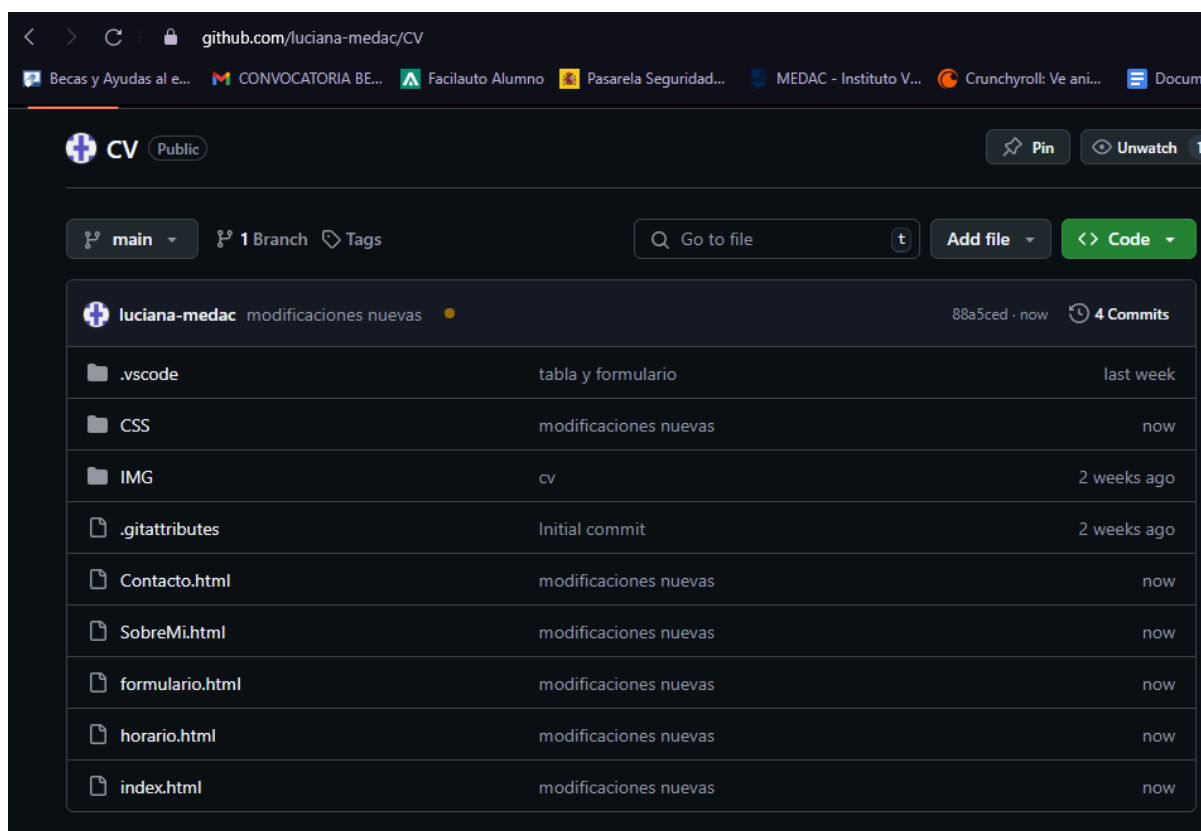 github.com/luciana-medac/CV
Becas y Ayudas al e... CONVOCATORIA BE... Facilauto Alumno Pasarela Seguridad... MEDAC - Instituto V... Crunchyroll: Ve ani... Docum
CV Public Pin Unwatch 1
main 1 Branch Tags Go to file t Add file <> Code
luciana-medac modificaciones nuevas 88a5ced · now 4 Commits
.vscode tabla y formulario last week
CSS modificaciones nuevas now
IMG cv 2 weeks ago
.gitattributes Initial commit 2 weeks ago
Contacto.html modificaciones nuevas now
SobreMi.html modificaciones nuevas now
formulario.html modificaciones nuevas now
horario.html modificaciones nuevas now
index.html modificaciones nuevas now